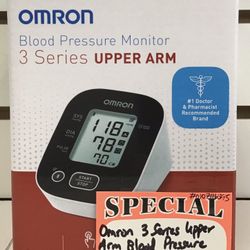 OMRON
Blood Pressure Monitor
3 Series UPPER ARM
#1 Doctor
& Pharmacist
Recommended
Brand
OMRON
SYS
118
DIA
78
PULSE
70
START
STOP
SPECIAL
Omron 3 Series Upper
Arm Blood Pressure